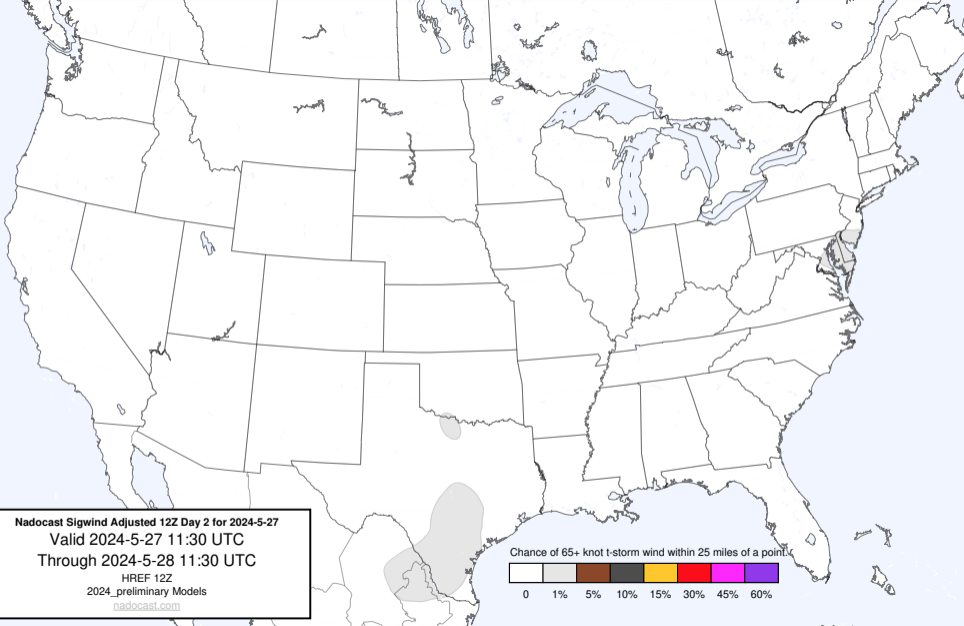 Nadocast Sigwind Adjusted 12Z Day 2 for 2024-5-27
Valid 2024-5-27 11:30 UTC
Through 2024-5-28 11:30 UTC
HREF 12Z
2024_preliminary Models
nadocast.com
Chance of 65+ knot t-storm wind within 25 miles of a point.
0 1% 5% 10% 15% 30% 45% 60%